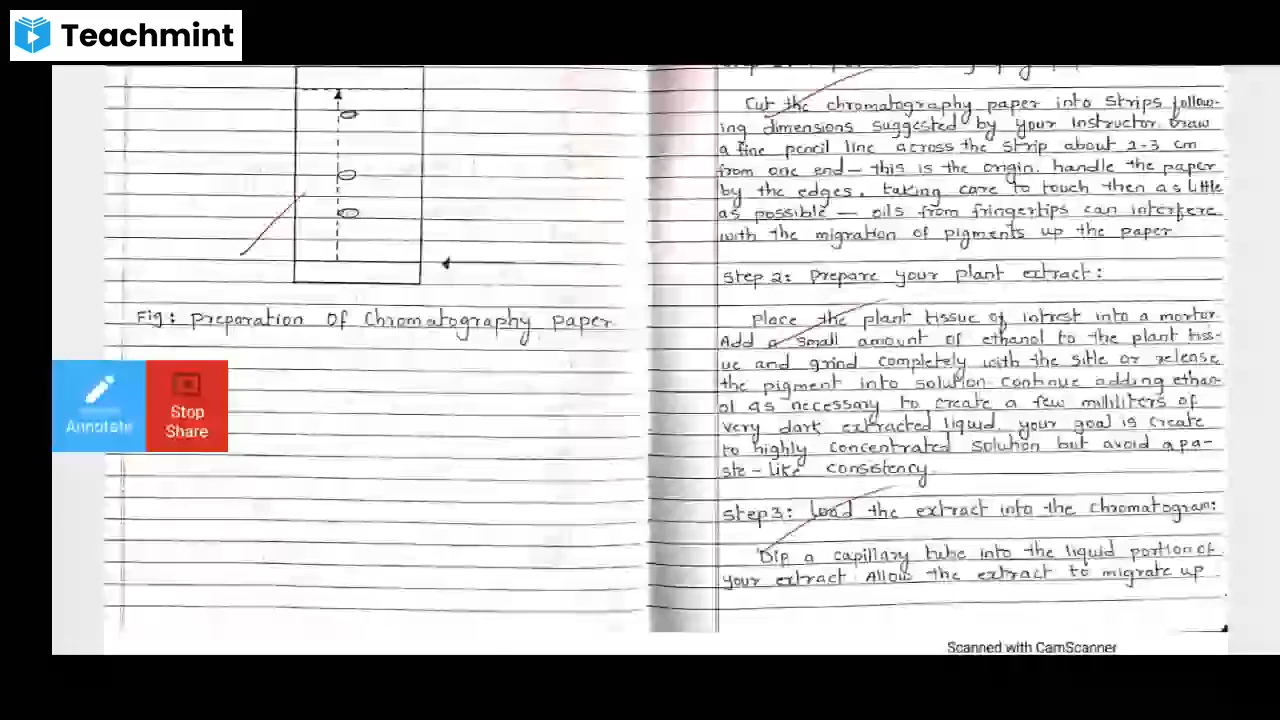 Teachmint
Cut the chromatography paper into strips follow-
ing dimensions suggested by your instructor. Draw
a fine pencil line across the strip about 2-3 cm
from one end - this is the origin. handle the paper
by the edges. taking care to touch then as little
as possible - oils from fringertips can interfere
with the migration of pigments up the paper
Step 2: Prepare your plant extract:
Fig: preparation of Chromatography paper
Place the plant tissue of intrest into a mortar.
Add a small amount of ethanol to the plant tiss-
ue and grind completely with the sitle or release
the pigment into solution. continue adding ethan-
ol as necessary to create a few milliliters of
very dark extracted liquid. your goal is create
to highly concentrated solution but avoid a pa-
ste - like consistency.
Annotate
Stop
Share
Step 3: Load the extract into the chromatogram:
Dip a capillary tube into the liquid portion of
your extract. Allow the extract to migrate up
Scanned with CamScanner